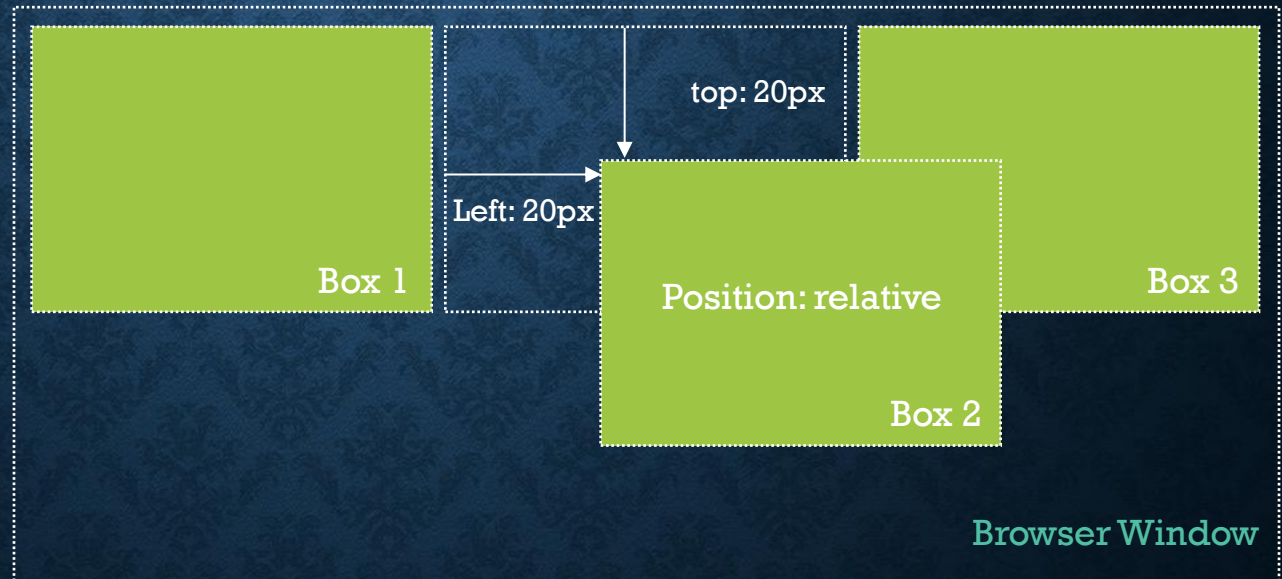 top: 20px
Left: 20px
Box 1
Position: relative
Box 3
Box 2
Browser Window